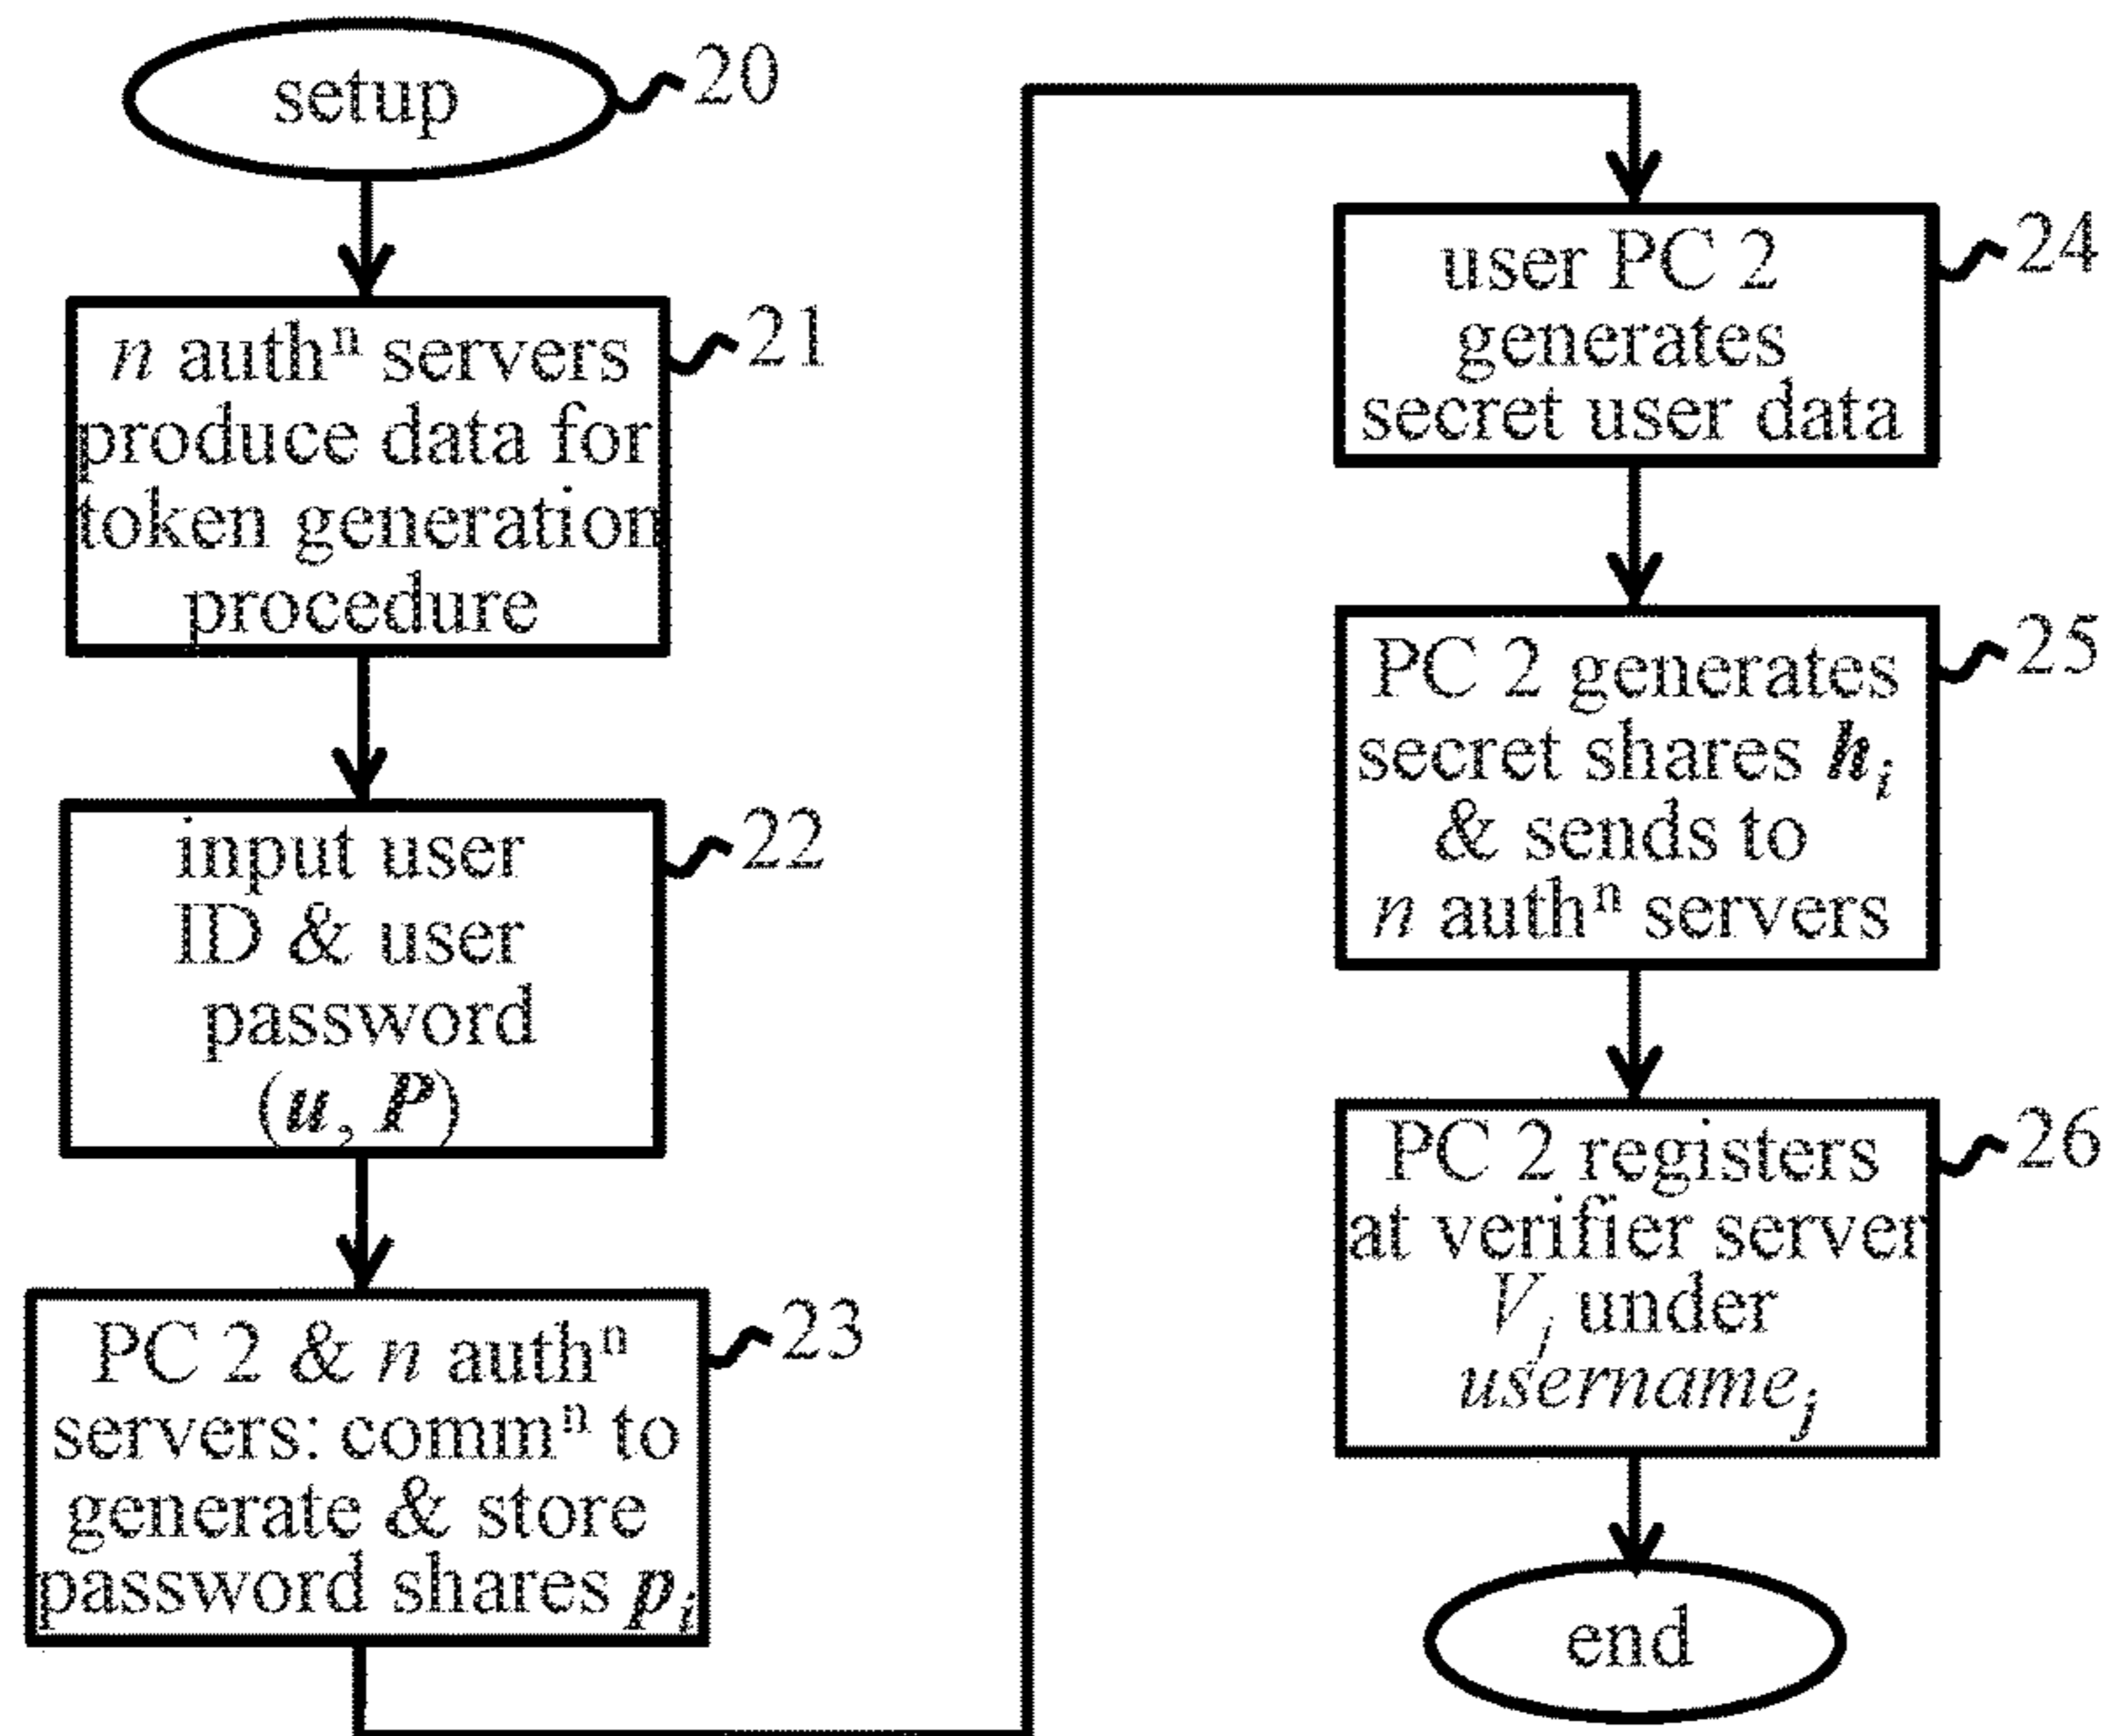 setup
20
n authⁿ servers
produce data for
token generation
procedure
21
input user
ID & user
password
(u, P)
22
PC 2 & n authⁿ
servers: commⁿ to
generate & store
password shares pᵢ
23
user PC 2
generates
secret user data
24
PC 2 generates
secret shares hᵢ
& sends to
n authⁿ servers
25
PC 2 registers
at verifier server
Vⱼ under
usernameⱼ
26
end